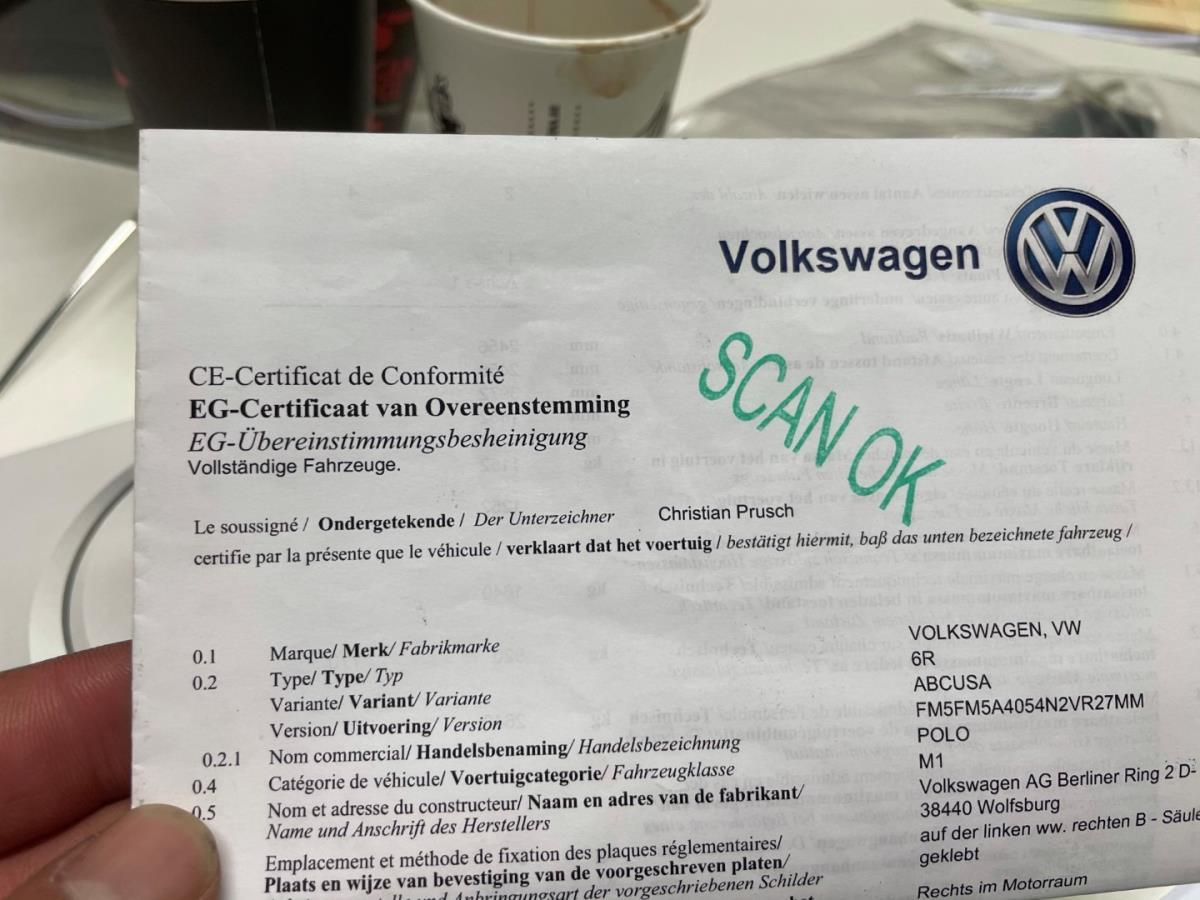 Volkswagen
SCAN OK
CE-Certificat de Conformité
EG-Certificaat van Overeenstemming
EG-Übereinstimmungsbesheinigung
Vollständige Fahrzeuge.
Le soussigné / Ondergetekende / Der Unterzeichner Christian Prusch
certifie par la présente que le véhicule / verklaart dat het voertuig / bestätigt hiermit, baß das unten bezeichnete fahrzeug /
0.1 Marque/ Merk/ Fabrikmarke VOLKSWAGEN, VW
0.2 Type/ Type/ Typ 6R
Variante/ Variant/ Variante ABCUSA
Version/ Uitvoering/ Version FM5FM5A4054N2VR27MM
0.2.1 Nom commercial/ Handelsbenaming/ Handelsbezeichnung POLO
0.4 Catégorie de véhicule/ Voertuigcategorie/ Fahrzeugklasse M1
0.5 Nom et adresse du constructeur/ Naam en adres van de fabrikant/ Volkswagen AG Berliner Ring 2 D-
Name und Anschrift des Herstellers 38440 Wolfsburg
Emplacement et méthode de fixation des plaques réglementaires/ auf der linken ww. rechten B - Säule
Plaats en wijze van bevestiging van de voorgeschreven platen/ geklebt
und Anbringungsart der vorgeschriebenen Schilder Rechts im Motorraum